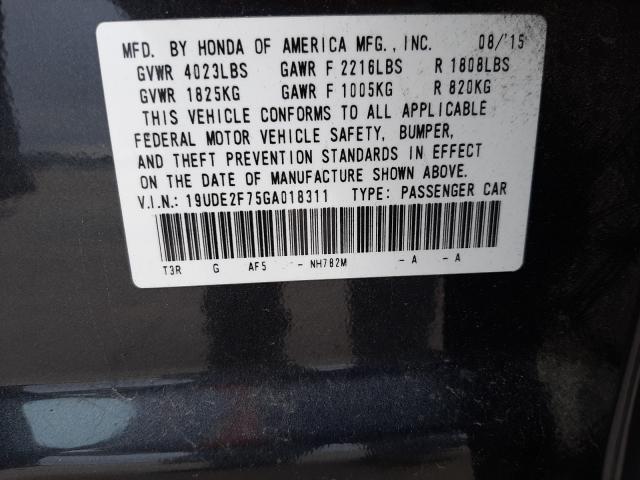 MFD. BY HONDA OF AMERICA MFG., INC. 08/'15
GVWR 4023LBS GAWR F 2216LBS R 1808LBS
GVWR 1825KG GAWR F 1005KG R 820KG
THIS VEHICLE CONFORMS TO ALL APPLICABLE
FEDERAL MOTOR VEHICLE SAFETY, BUMPER,
AND THEFT PREVENTION STANDARDS IN EFFECT
ON THE DATE OF MANUFACTURE SHOWN ABOVE.
V.I.N.: 19UDE2F75GA018311 TYPE: PASSENGER CAR
T3R G AF5 - NH782M - A - A